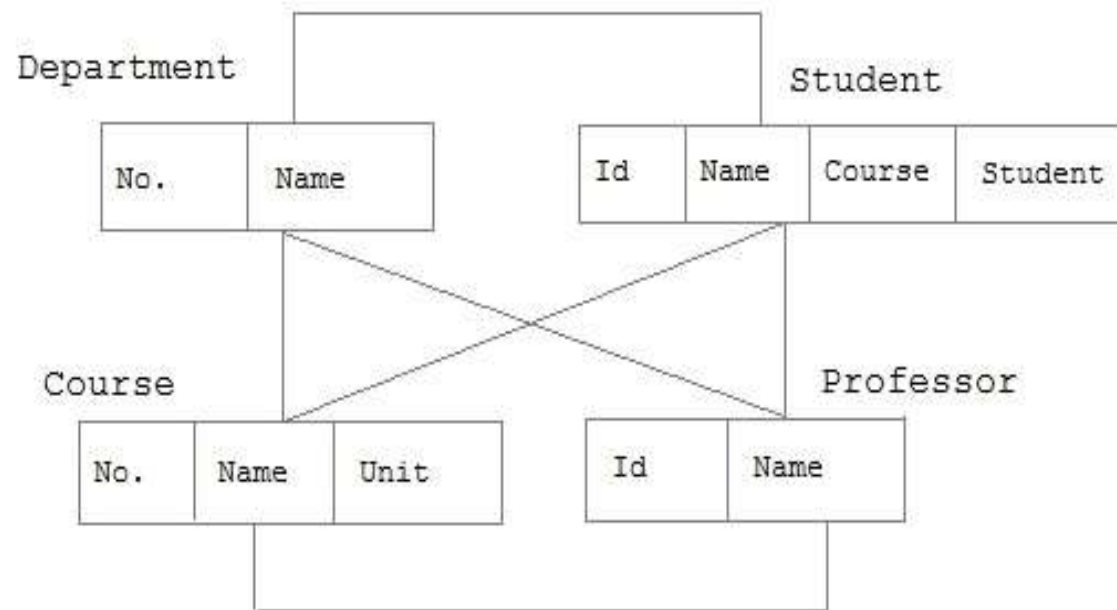 Department
Student
No. Name
Id Name Course Student
Course
Professor
No. Name Unit
Id Name